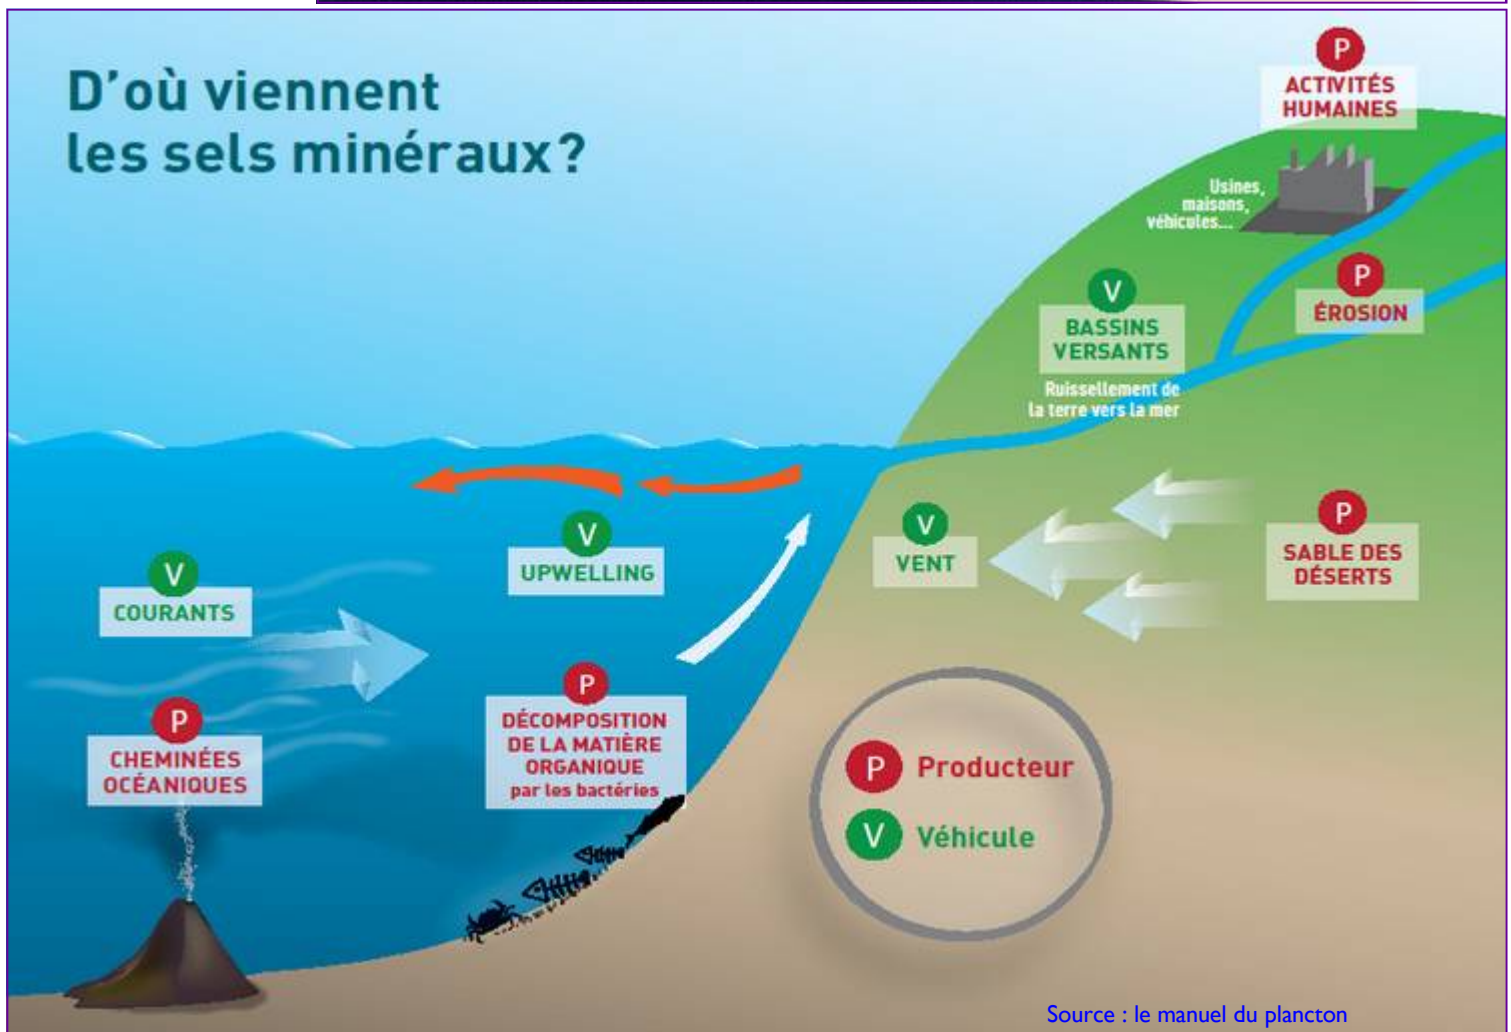 D'où viennent
les sels minéraux?
P
ACTIVITÉS
HUMAINES
Usines,
maisons,
véhicules...
P
ÉROSION
V
BASSINS
VERSANTS
Ruissellement de
la terre vers la mer
V
UPWELLING
V
VENT
P
SABLE DES
DÉSERTS
V
COURANTS
P
CHEMINÉES
OCÉANIQUES
P
DÉCOMPOSITION
DE LA MATIÈRE
ORGANIQUE
par les bactéries
P Producteur
V Véhicule
Source : le manuel du plancton